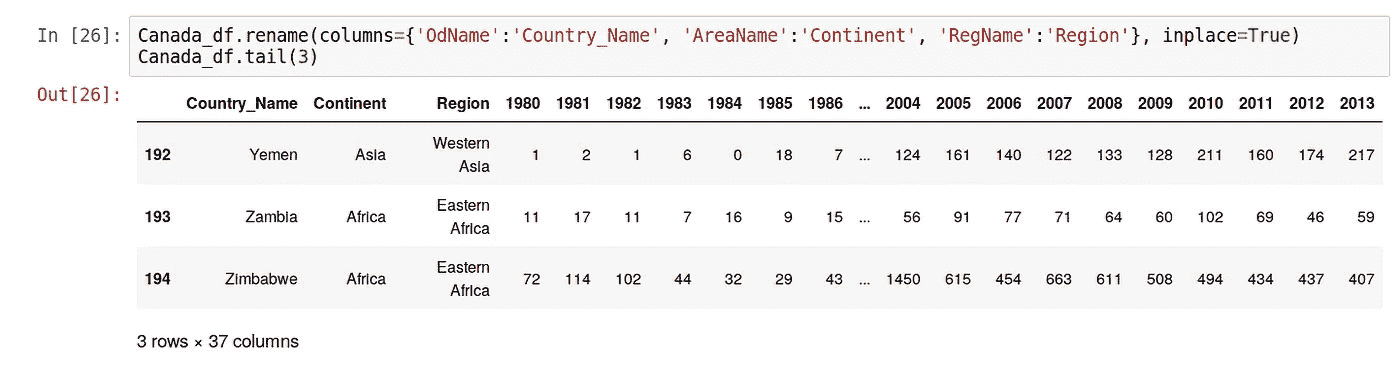 In [26]: Canada_df.rename(columns={'OdName':'Country_Name', 'AreaName':'Continent', 'RegName':'Region'}, inplace=True)
Canada_df.tail(3)
Out[26]:
Country_Name Continent Region 1980 1981 1982 1983 1984 1985 1986 ... 2004 2005 2006 2007 2008 2009 2010 2011 2012 2013
192 Yemen Asia Western Asia 1 2 1 6 0 18 7 ... 124 161 140 122 133 128 211 160 174 217
193 Zambia Africa Eastern Africa 11 17 11 7 16 9 15 ... 56 91 77 71 64 60 102 69 46 59
194 Zimbabwe Africa Eastern Africa 72 114 102 44 32 29 43 ... 1450 615 454 663 611 508 494 434 437 407
3 rows × 37 columns